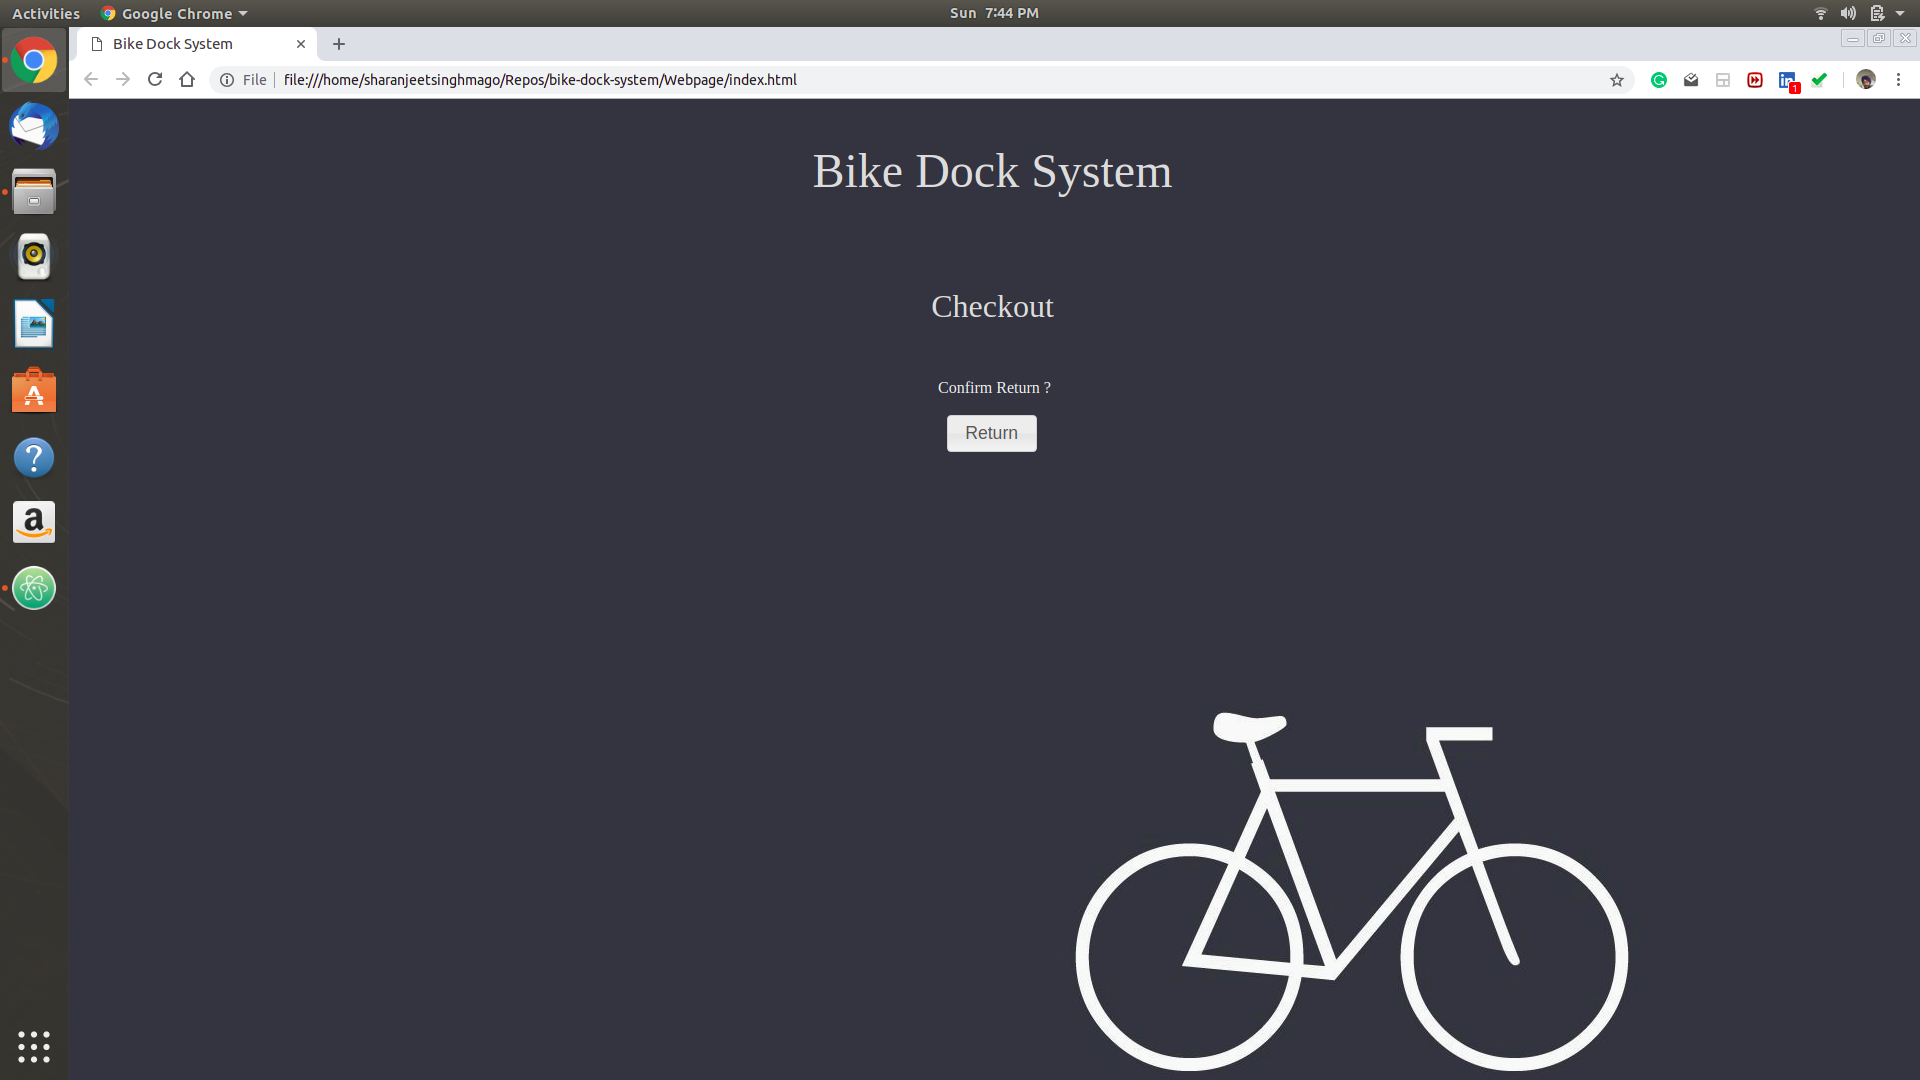 Activities Google Chrome Sun 7:44 PM
Bike Dock System
File file:///home/sharanjeetsinghmago/Repos/bike-dock-system/Webpage/index.html
in 1
Bike Dock System
Checkout
Confirm Return ?
Return
A
?
a